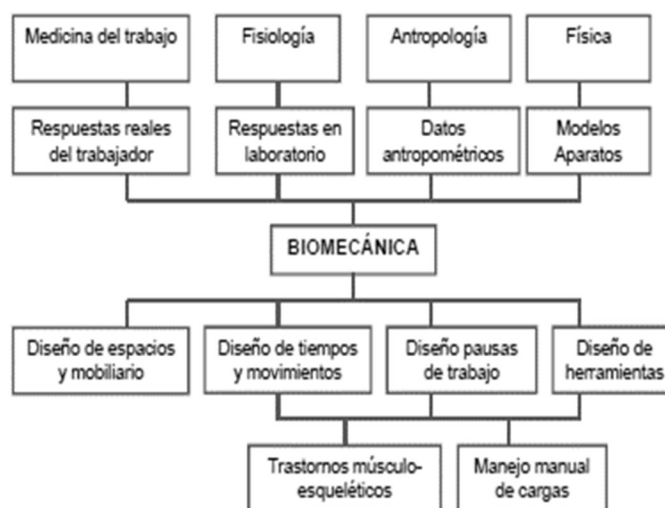 Medicina del trabajo
Fisiología
Antropología
Física
Respuestas reales
del trabajador
Respuestas en
laboratorio
Datos
antropométricos
Modelos
Aparatos
BIOMECÁNICA
Diseño de espacios
y mobiliario
Diseño de tiempos
y movimientos
Diseño pausas
de trabajo
Diseño de
herramientas
Trastornos músculo-
esqueléticos
Manejo manual
de cargas